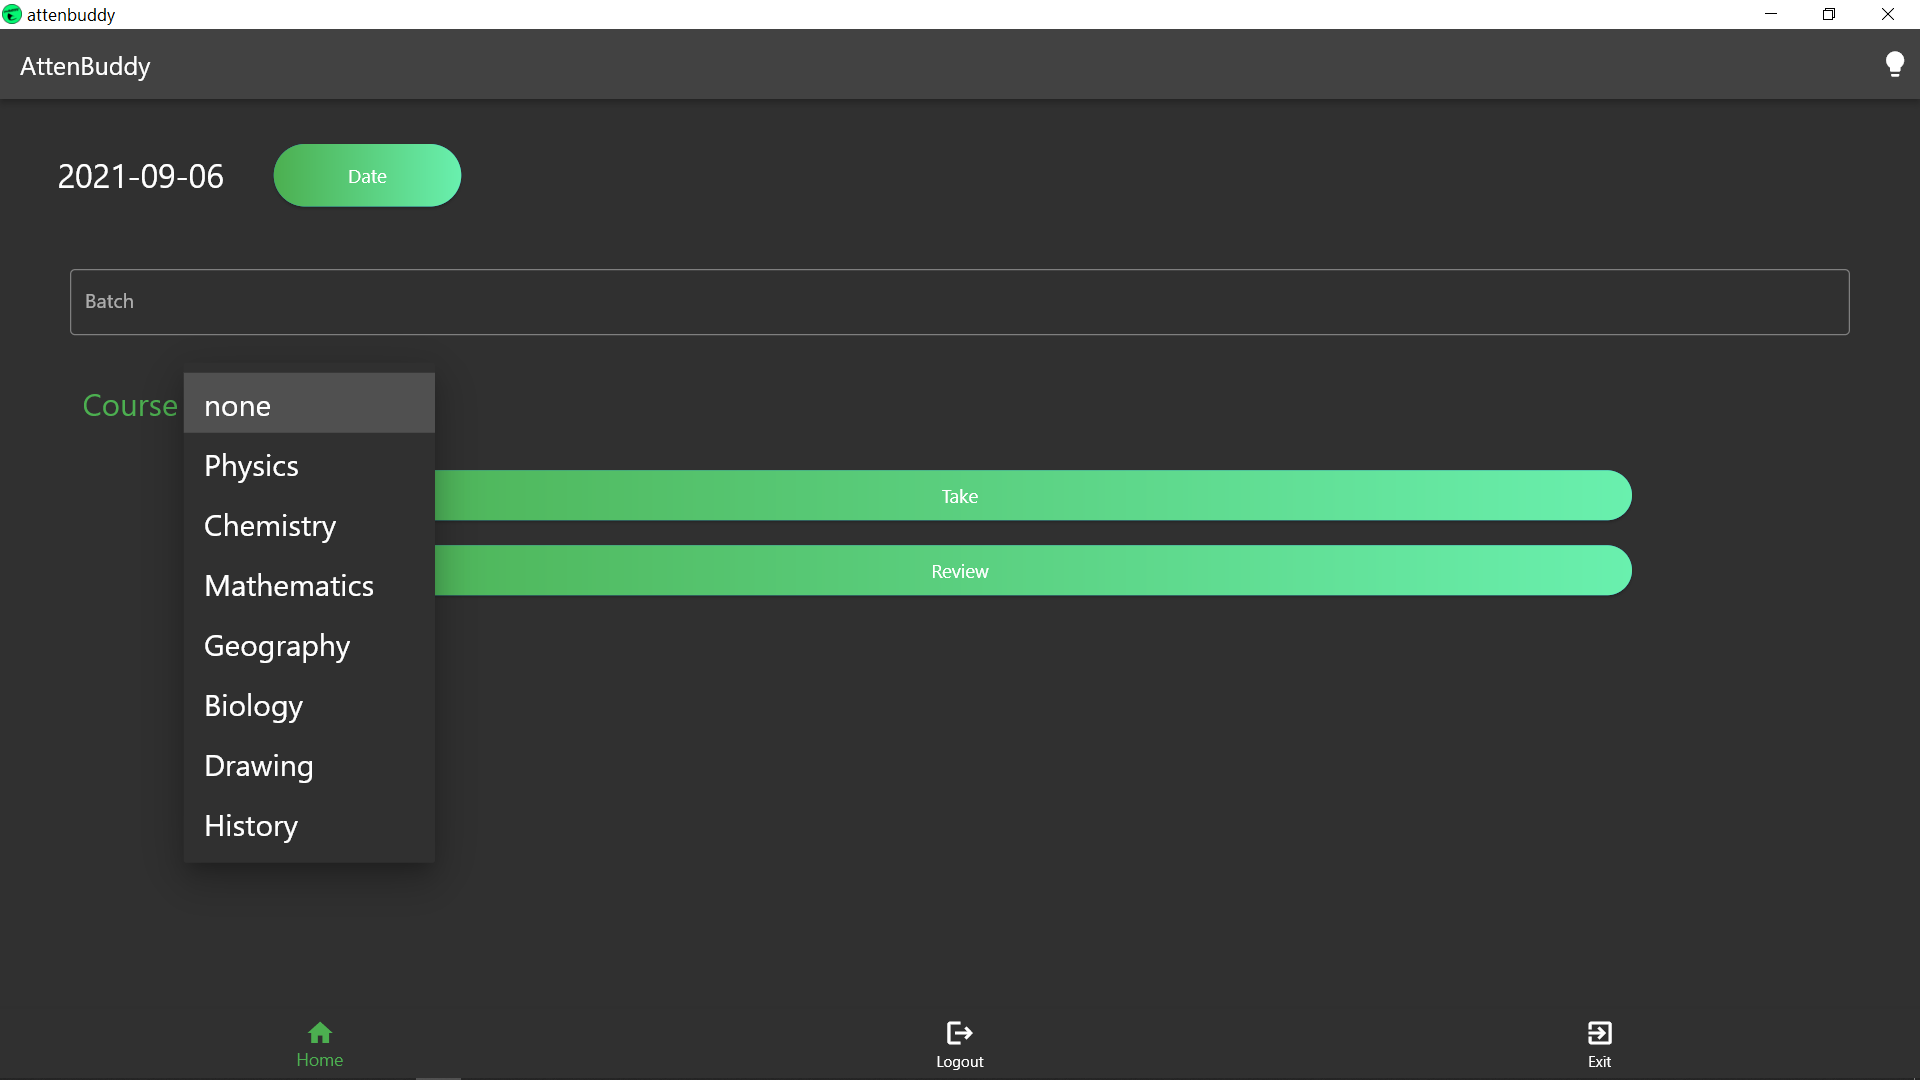 attenbuddy
AttenBuddy
2021-09-06
Date
Batch
Course
none
Physics
Chemistry
Mathematics
Geography
Biology
Drawing
History
Take
Review
Home
Logout
Exit